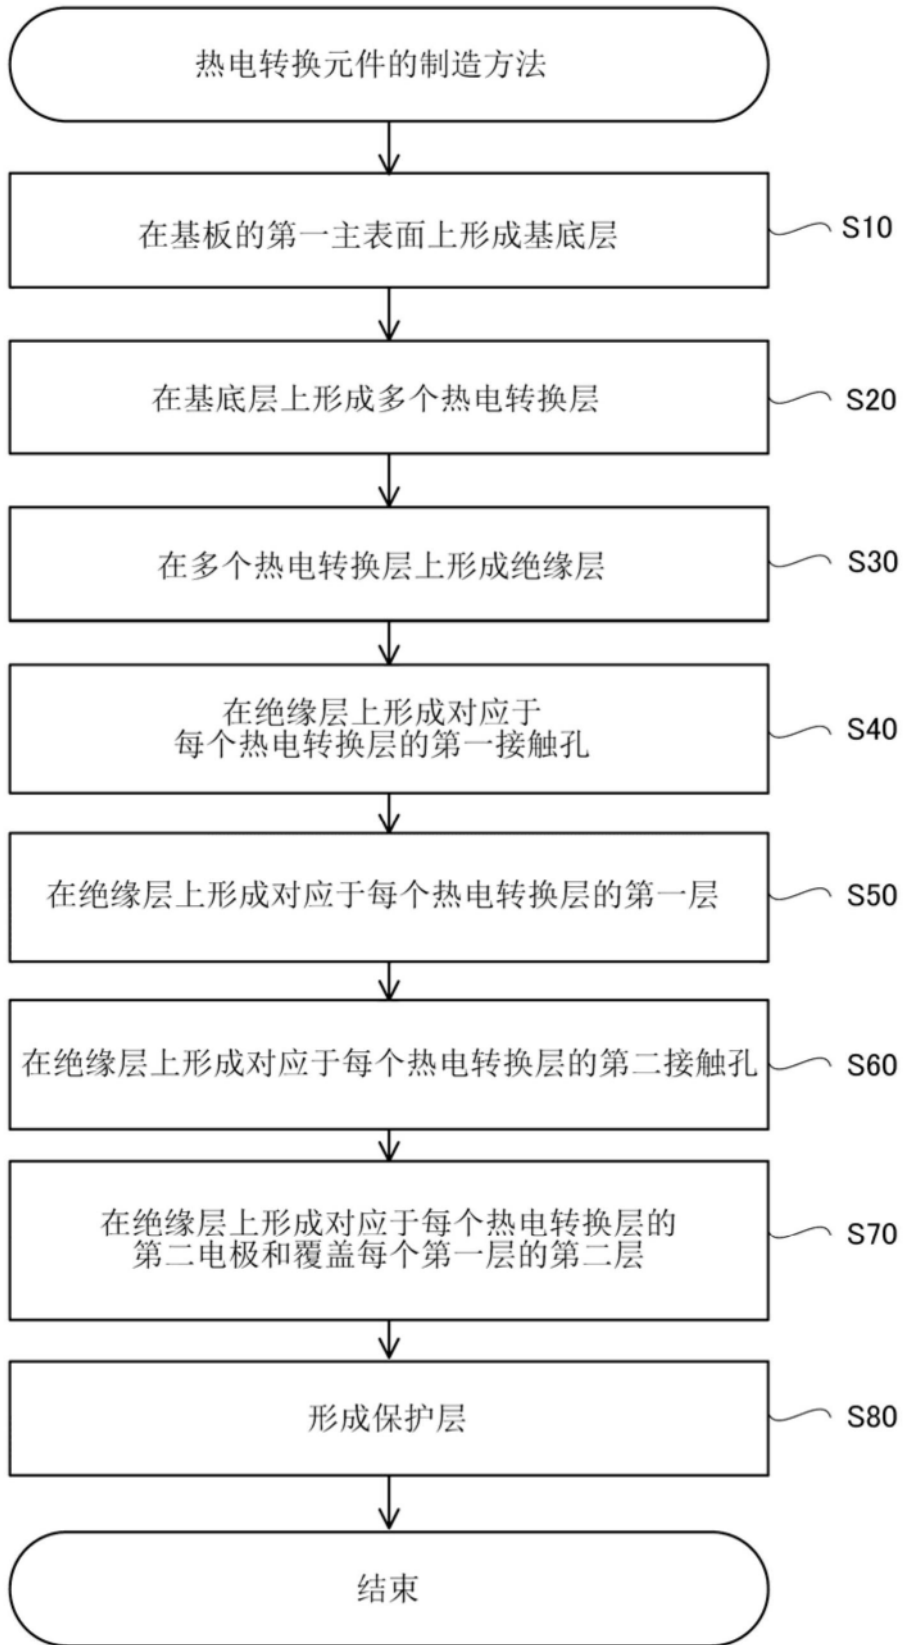 热电转换元件的制造方法
在基板的第一主表面上形成基底层
S10
在基底层上形成多个热电转换层
S20
在多个热电转换层上形成绝缘层
S30
在绝缘层上形成对应于
每个热电转换层的第一接触孔
S40
在绝缘层上形成对应于每个热电转换层的第一层
S50
在绝缘层上形成对应于每个热电转换层的第二接触孔
S60
在绝缘层上形成对应于每个热电转换层的
第二电极和覆盖每个第一层的第二层
S70
形成保护层
S80
结束